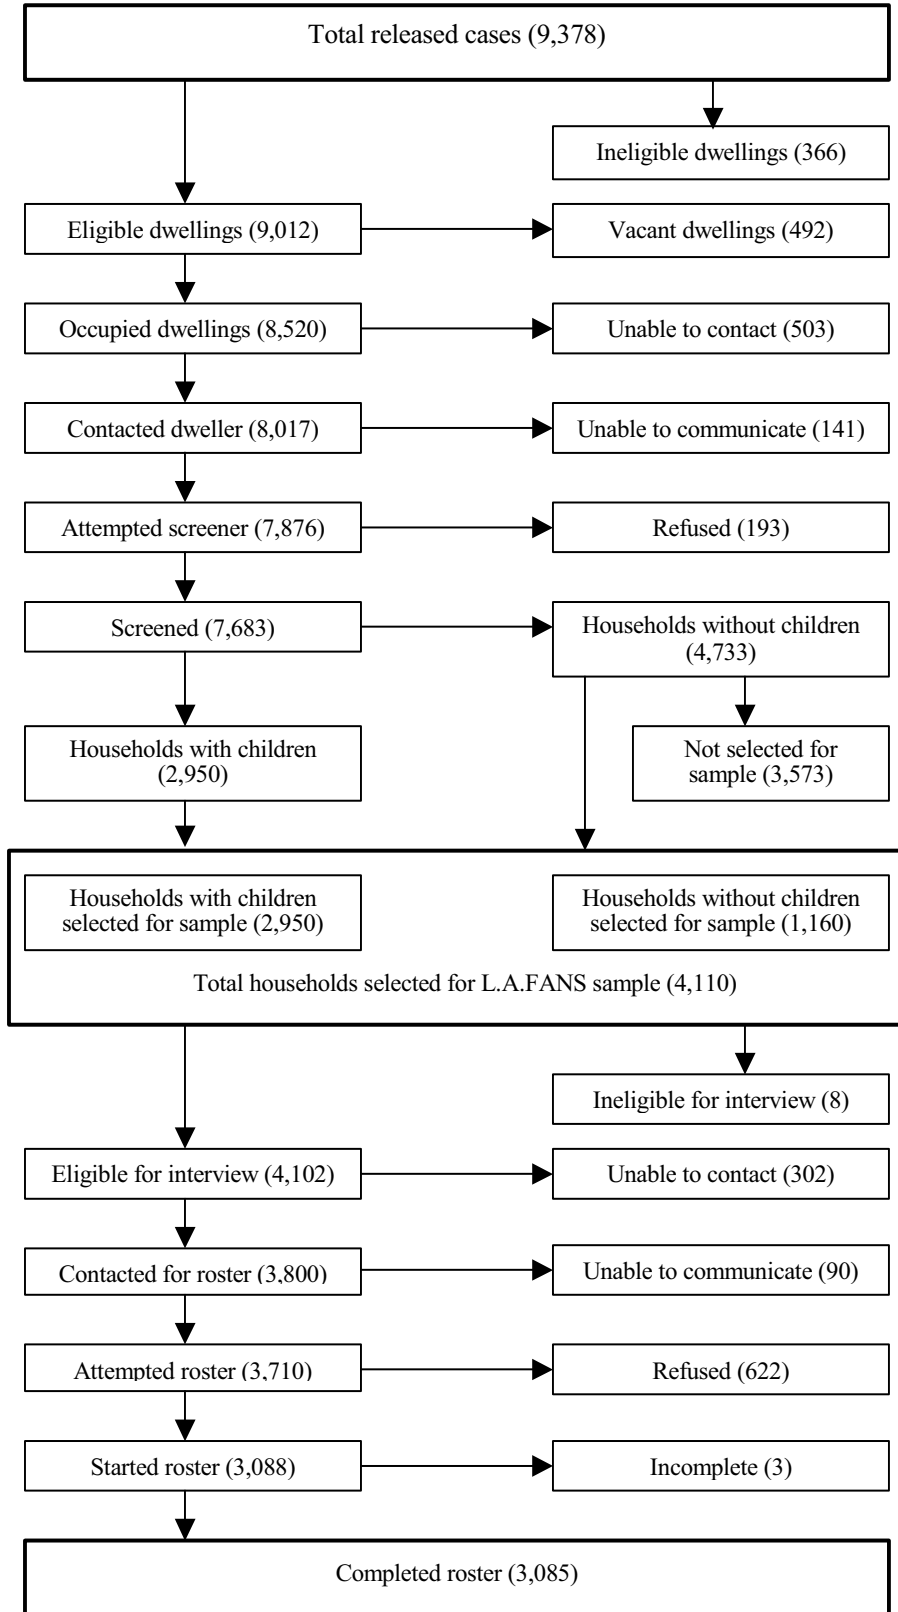 Total released cases (9,378)
Ineligible dwellings (366)
Eligible dwellings (9,012)
Vacant dwellings (492)
Occupied dwellings (8,520)
Unable to contact (503)
Contacted dweller (8,017)
Unable to communicate (141)
Attempted screener (7,876)
Refused (193)
Screened (7,683)
Households without children
(4,733)
Households with children
(2,950)
Not selected for
sample (3,573)
Households with children
selected for sample (2,950)
Households without children
selected for sample (1,160)
Total households selected for L.A.FANS sample (4,110)
Ineligible for interview (8)
Eligible for interview (4,102)
Unable to contact (302)
Contacted for roster (3,800)
Unable to communicate (90)
Attempted roster (3,710)
Refused (622)
Started roster (3,088)
Incomplete (3)
Completed roster (3,085)